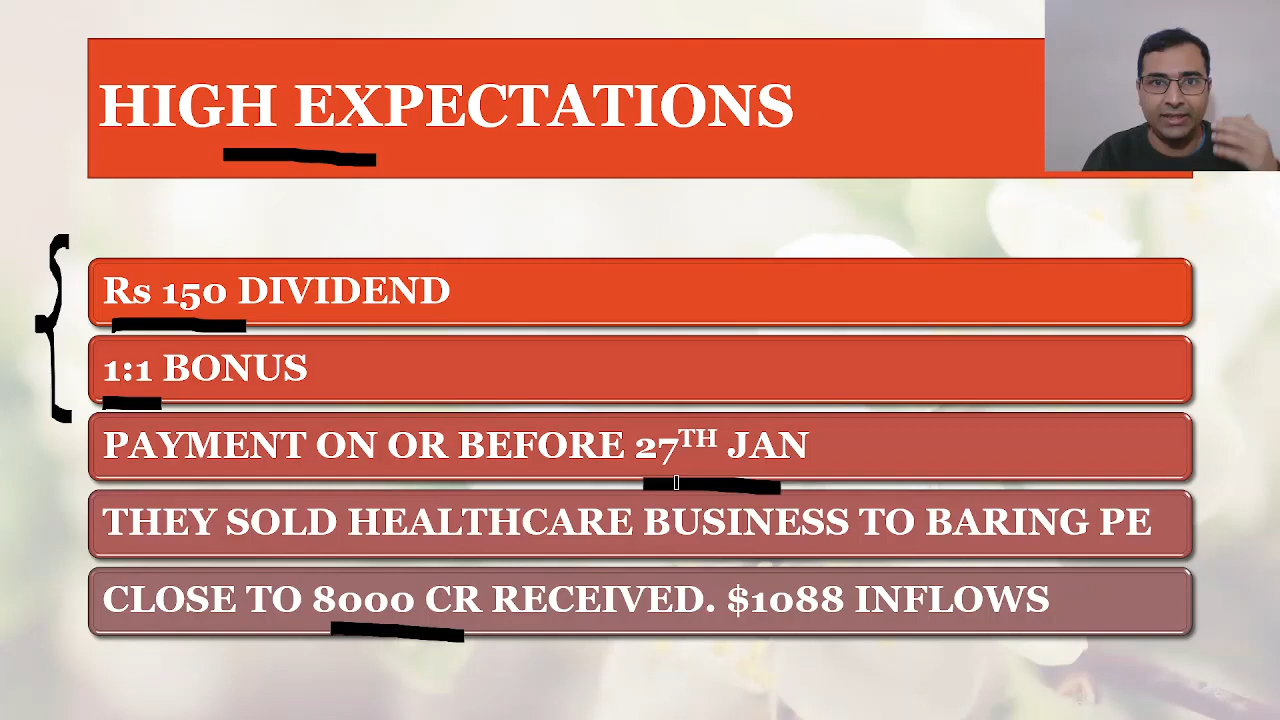 HIGH EXPECTATIONS
Rs 150 DIVIDEND
1:1 BONUS
PAYMENT ON OR BEFORE 27TH JAN
THEY SOLD HEALTHCARE BUSINESS TO BARING PE
CLOSE TO 8000 CR RECEIVED. $1088 INFLOWS